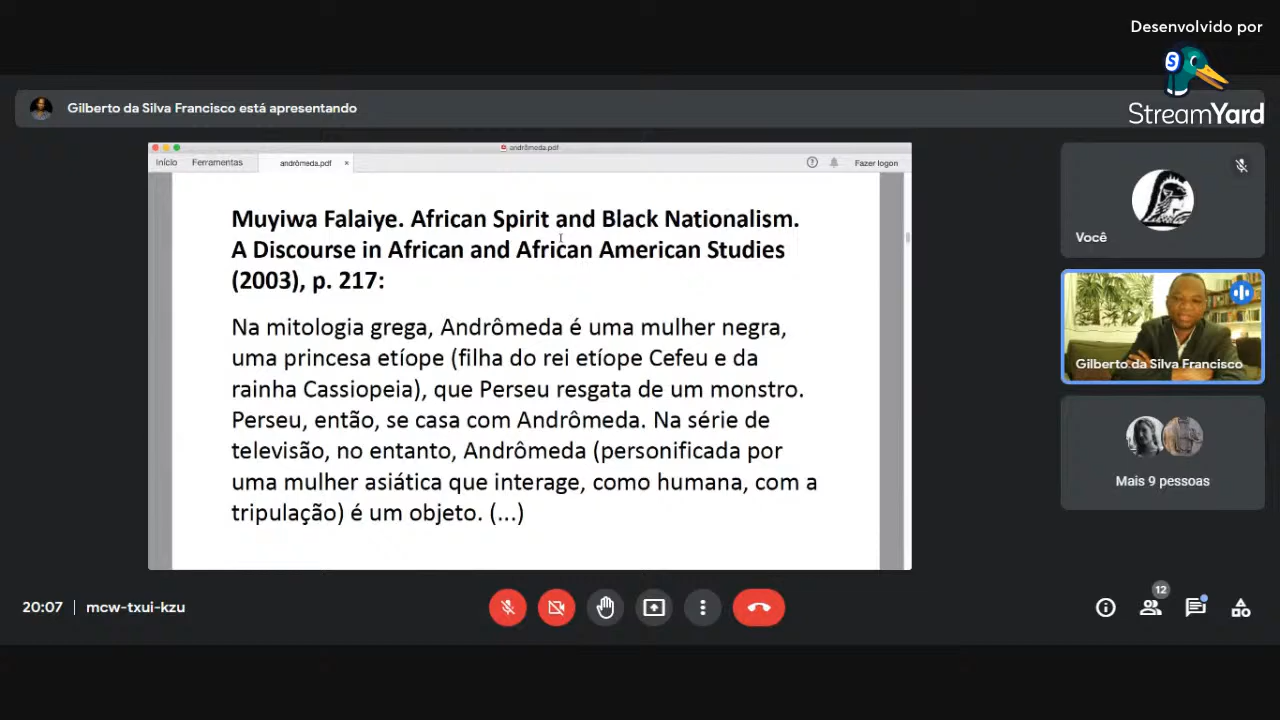 Desenvolvido por
S
StreamYard
Gilberto da Silva Francisco está apresentando
andrômeda.pdf
Início
Ferramentas
andrômeda.pdf
×
Fazer logon
Muyiwa Falaiye. African Spirit and Black Nationalism.
A Discourse in African and African American Studies
(2003), p. 217:
Na mitologia grega, Andrômeda é uma mulher negra,
uma princesa etíope (filha do rei etíope Cefeu e da
rainha Cassiopeia), que Perseu resgata de um monstro.
Perseu, então, se casa com Andrômeda. Na série de
televisão, no entanto, Andrômeda (personificada por
uma mulher asiática que interage, como humana, com a
tripulação) é um objeto. (...)
Você
Gilberto da Silva Francisco
Mais 9 pessoas
20:07 | mcw-txui-kzu
12